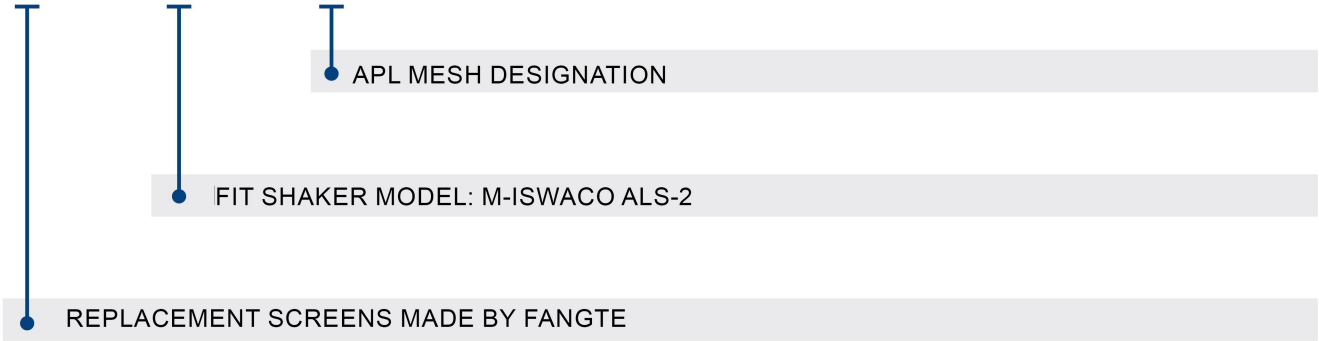 APL MESH DESIGNATION
FIT SHAKER MODEL: M-ISWACO ALS-2
REPLACEMENT SCREENS MADE BY FANGTE